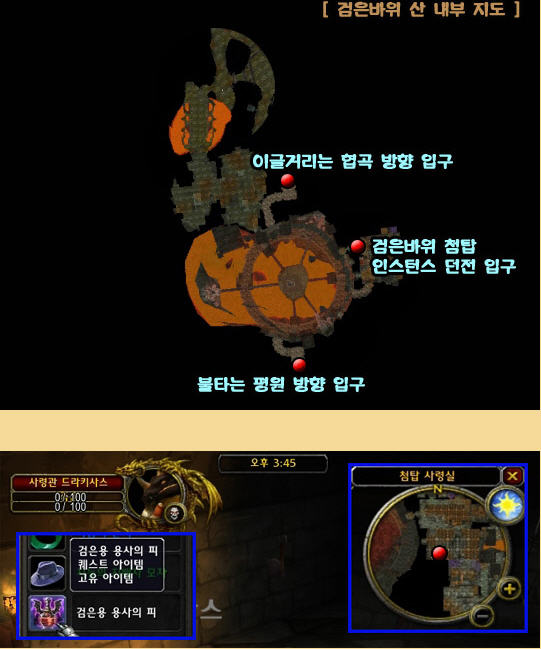 [ 검은바위 산 내부 지도 ]
이글거리는 협곡 방향 입구
검은바위 첨탑
인스턴스 던전 입구
불타는 평원 방향 입구
오후 3:45
사령관 드라키사스
0 / 100
0 / 100
첨탑 사령실
N
검은용 용사의 피
퀘스트 아이템
고유 아이템
모자
검은용 용사의 피
스